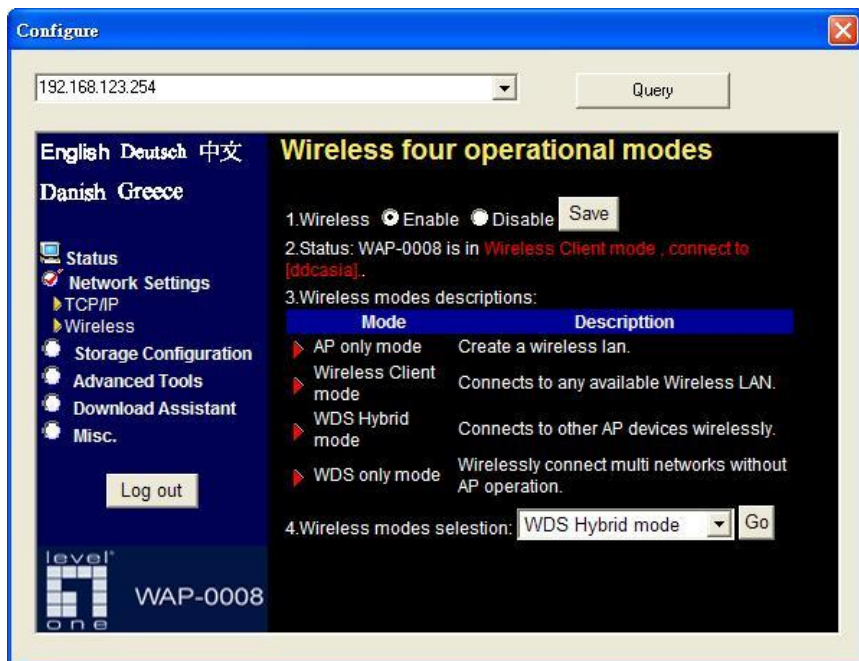 Configure
192.168.123.254
Query
English Deutsch 中文
Danish Greece
Status
Network Settings
TCP/IP
Wireless
Storage Configuration
Advanced Tools
Download Assistant
Misc.
Log out
level
one
WAP-0008
Wireless four operational modes
1.Wireless Enable Disable Save
2.Status: WAP-0008 is in Wireless Client mode , connect to
[ddcasia]..
3.Wireless modes descriptions:
Mode Descripttion
AP only mode Create a wireless lan.
Wireless Client
mode
Connects to any available Wireless LAN.
WDS Hybrid
mode
Connects to other AP devices wirelessly.
WDS only mode
Wirelessly connect multi networks without
AP operation.
4.Wireless modes selestion: WDS Hybrid mode Go